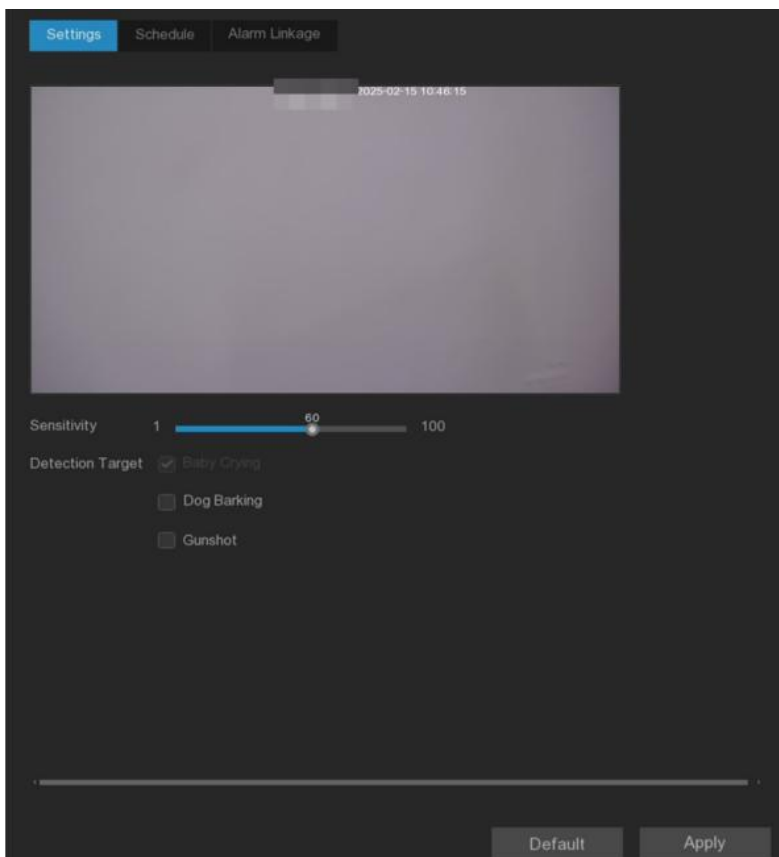 Settings Schedule Alarm Linkage
2025-02-15 10:46:15
60
Sensitivity 1 100
Detection Target Baby Crying
Dog Barking
Gunshot
Default Apply